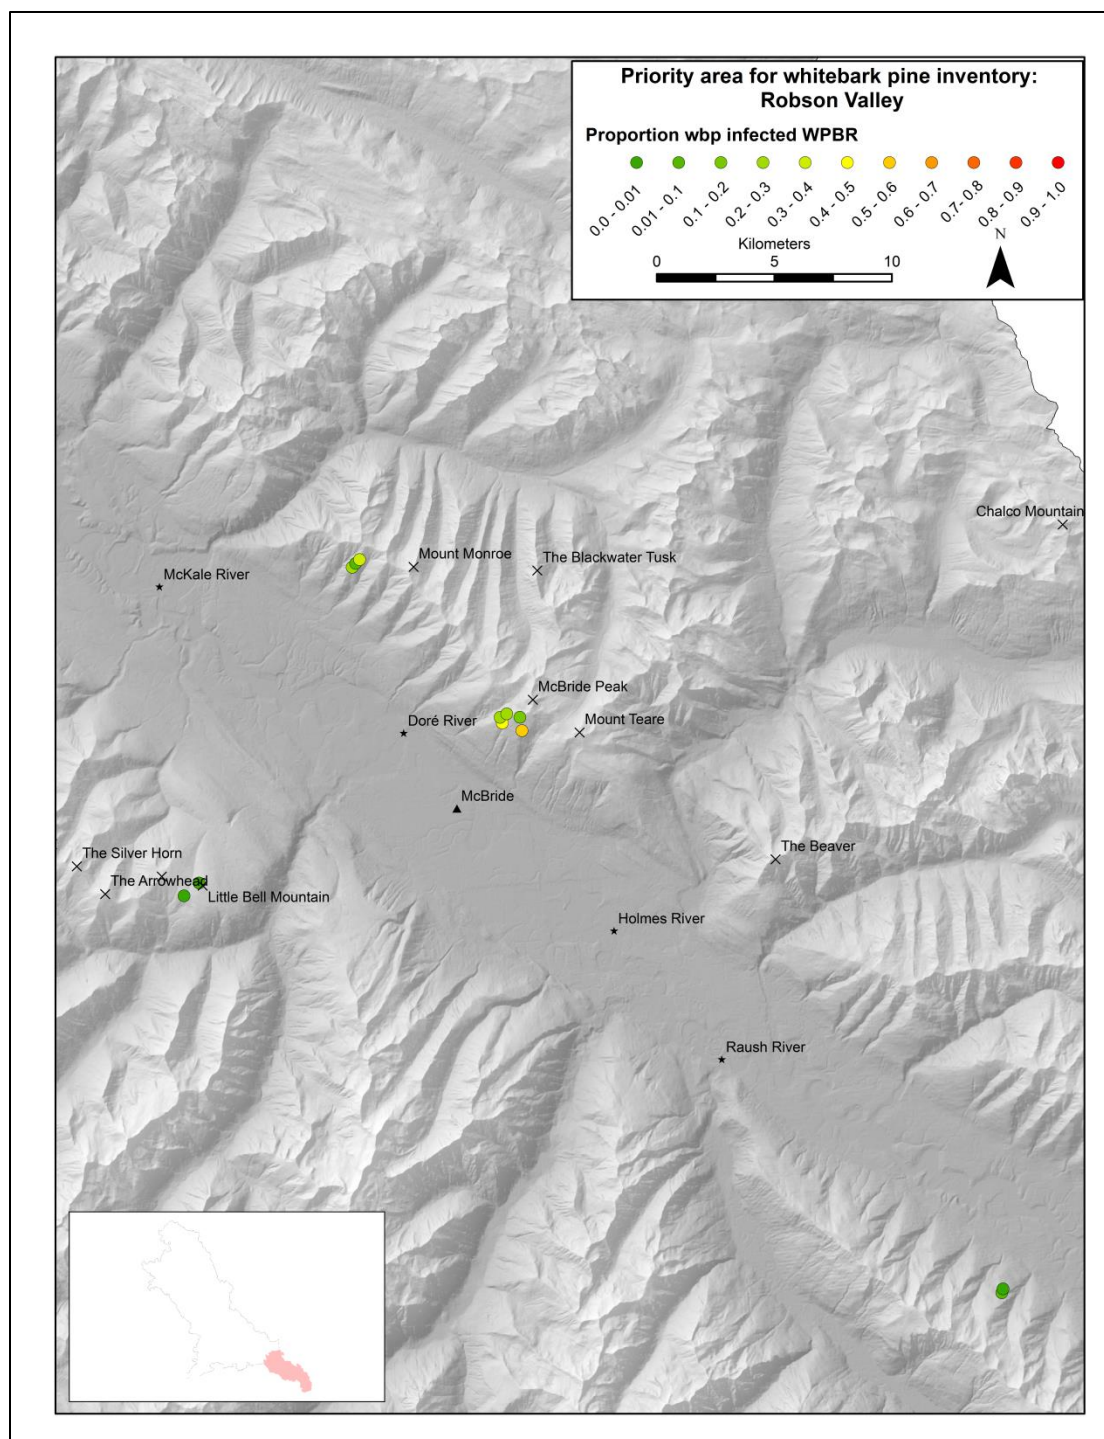 Priority area for whitebark pine inventory:
Robson Valley
Proportion wbp infected WPBR
0.0 - 0.01
0.01 - 0.1
0.1 - 0.2
0.2 - 0.3
0.3 - 0.4
0.4 - 0.5
0.5 - 0.6
0.6 - 0.7
0.7- 0.8
0.8 - 0.9
0.9 - 1.0
Kilometers
0 5 10
N
Chalco Mountain
Mount Monroe
The Blackwater Tusk
McKale River
McBride Peak
Doré River
Mount Teare
McBride
The Silver Horn
The Beaver
The Arrowhead
Little Bell Mountain
Holmes River
Raush River